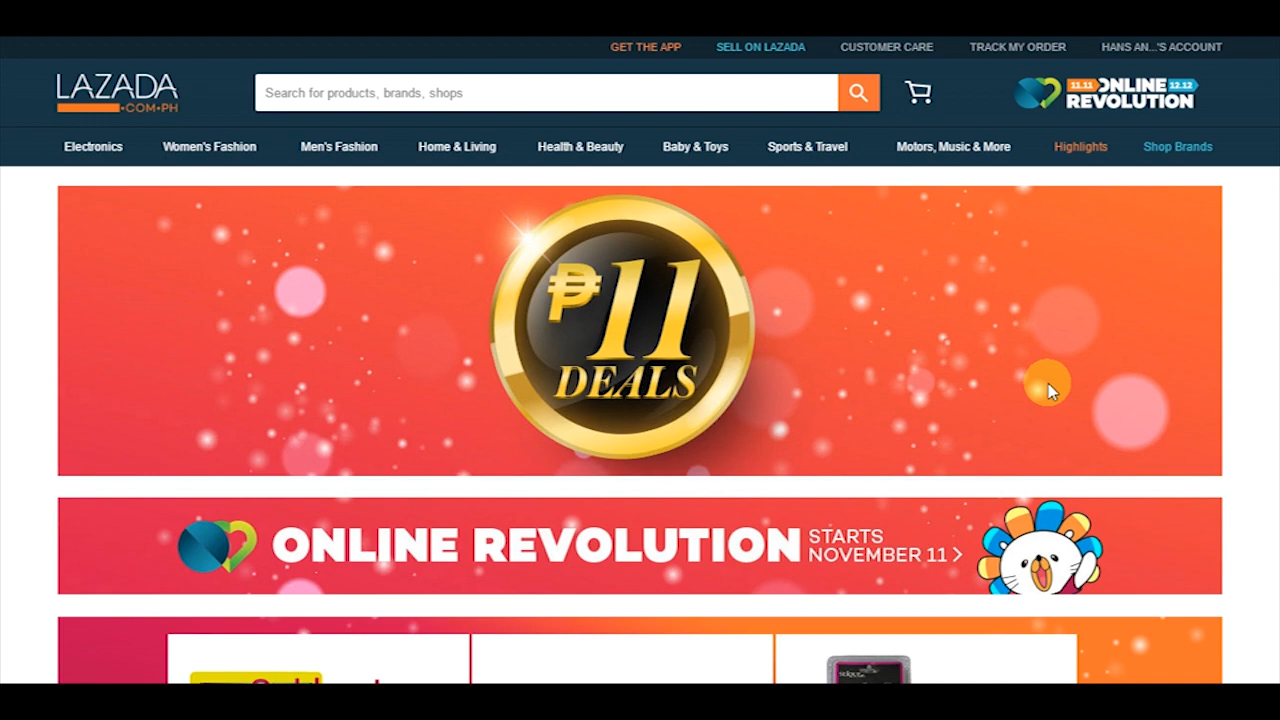 GET THE APP
SELL ON LAZADA
CUSTOMER CARE
TRACK MY ORDER
HANS AN...'S ACCOUNT
LAZADA
.COM.PH
Search for products, brands, shops
11.11 ONLINE 12.12
REVOLUTION
Electronics
Women's Fashion
Men's Fashion
Home & Living
Health & Beauty
Baby & Toys
Sports & Travel
Motors, Music & More
Highlights
Shop Brands
₱11
DEALS
ONLINE REVOLUTION
STARTS
NOVEMBER 11 >